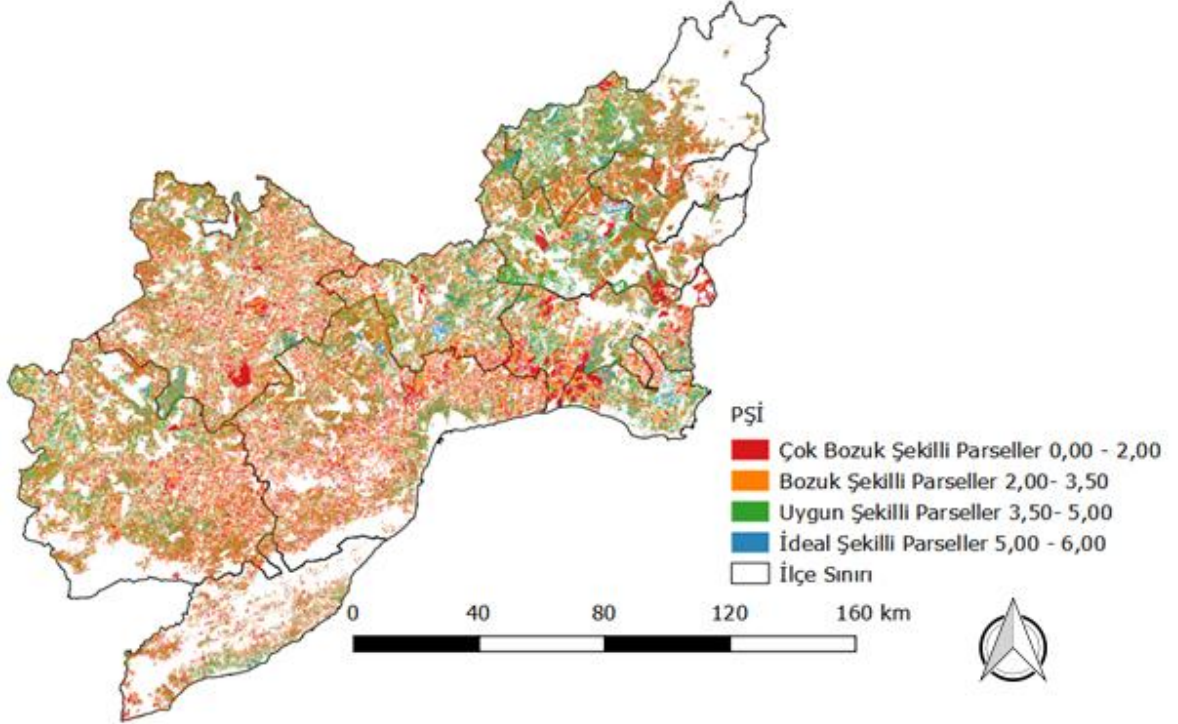 PŞİ
Çok Bozuk Şekilli Parseller 0,00 - 2,00
Bozuk Şekilli Parseller 2,00- 3,50
Uygun Şekilli Parseller 3,50- 5,00
İdeal Şekilli Parseller 5,00 - 6,00
İlçe Sınırı
0 40 80 120 160 km